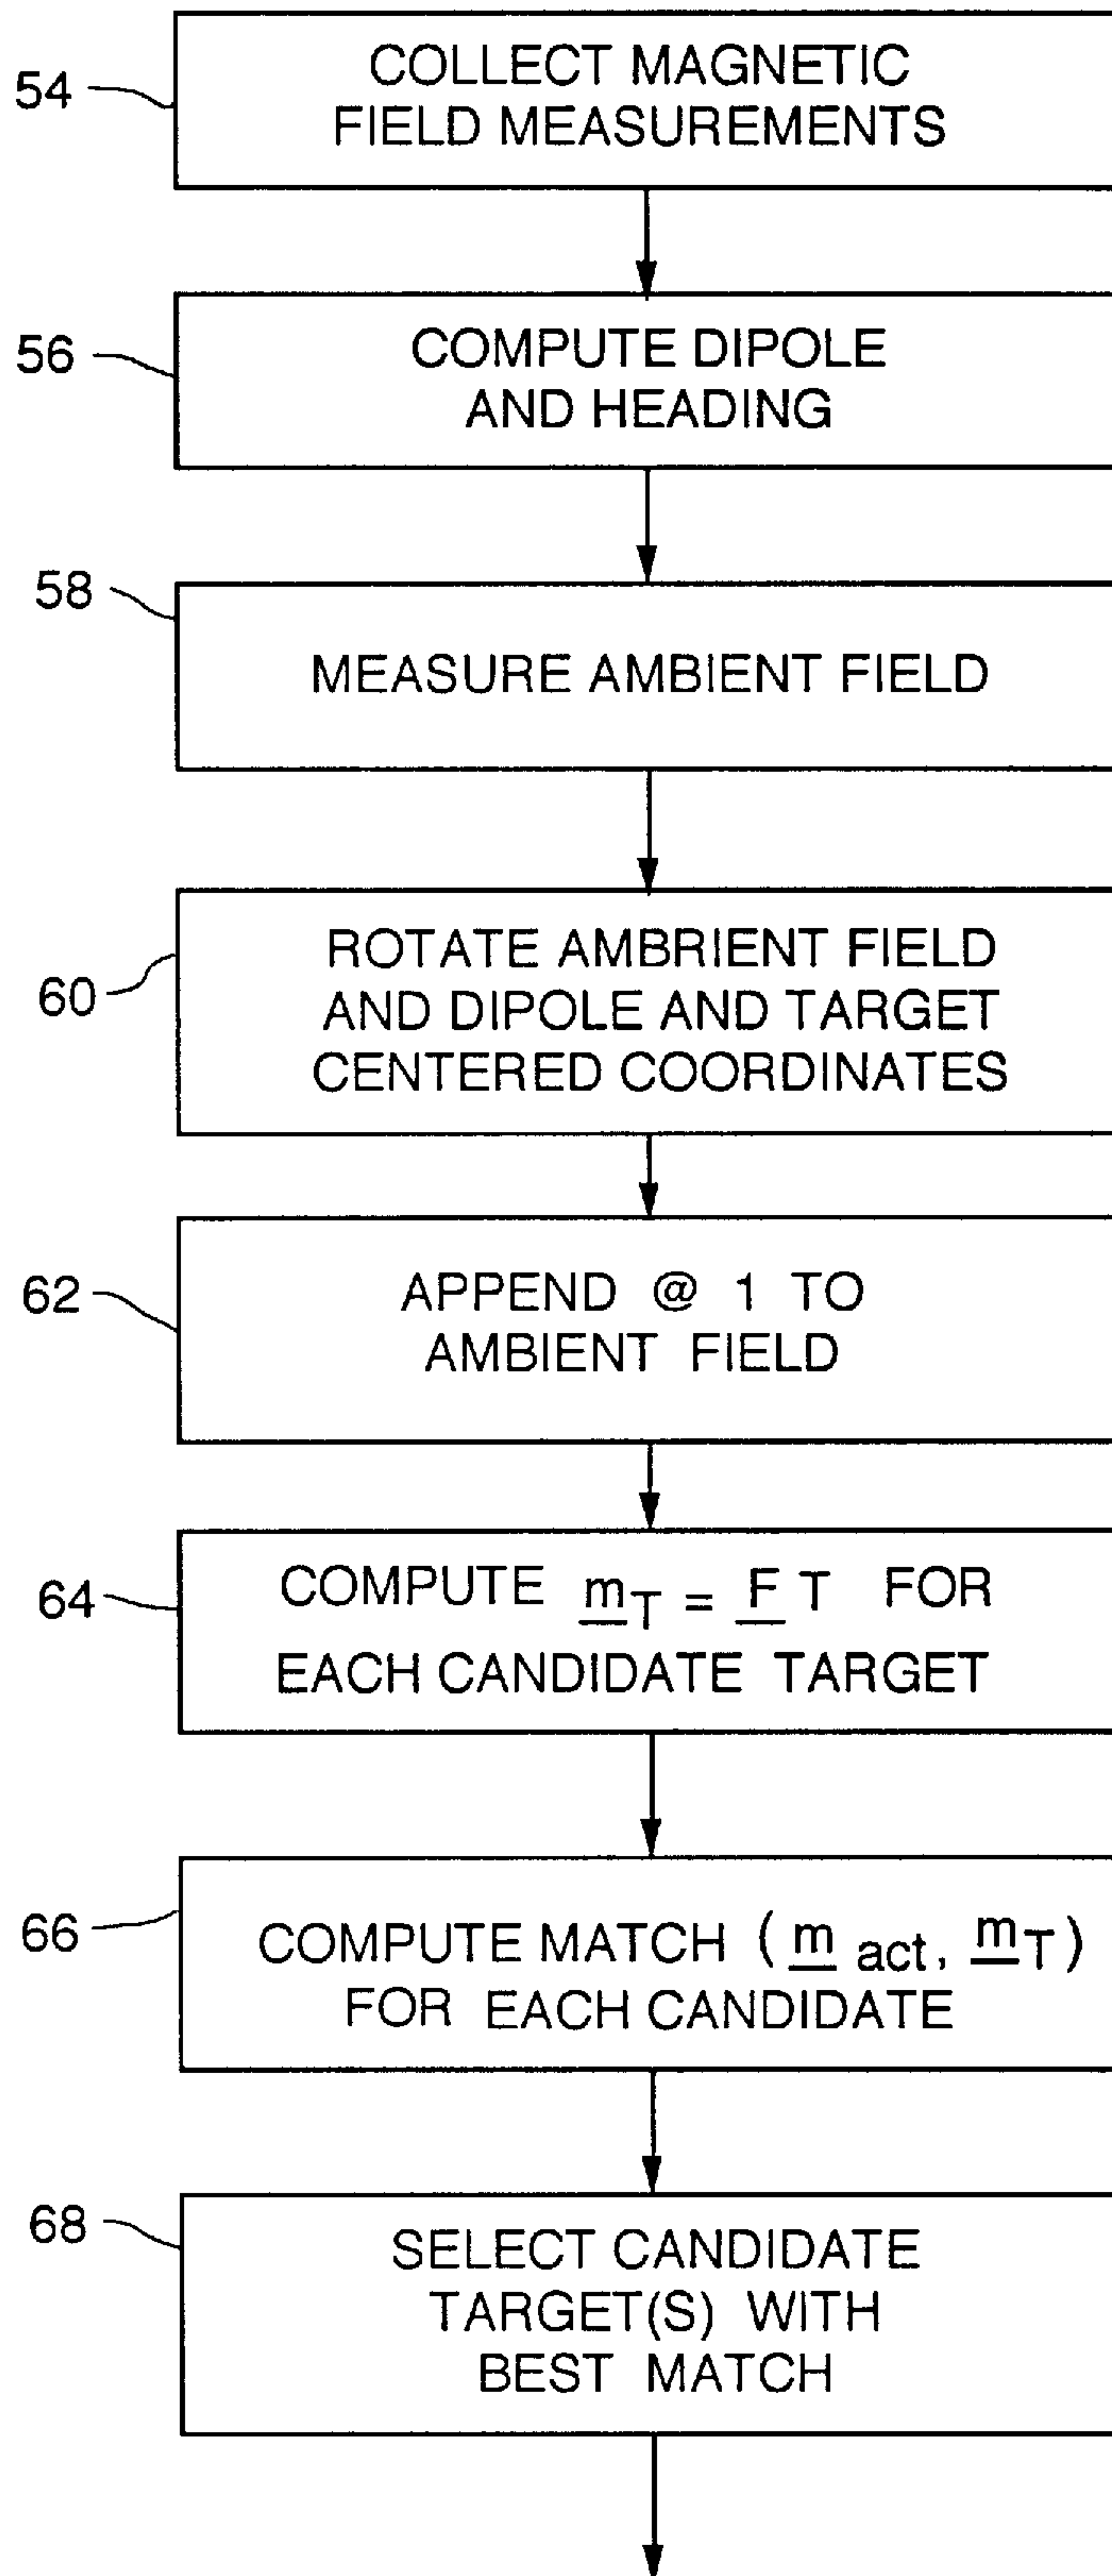 54
COLLECT MAGNETIC
FIELD MEASUREMENTS
56
COMPUTE DIPOLE
AND HEADING
58
MEASURE AMBIENT FIELD
60
ROTATE AMBRIENT FIELD
AND DIPOLE AND TARGET
CENTERED COORDINATES
62
APPEND @ 1 TO
AMBIENT FIELD
64
COMPUTE m T = F T FOR
EACH CANDIDATE TARGET
66
COMPUTE MATCH ( m act, m T )
FOR EACH CANDIDATE
68
SELECT CANDIDATE
TARGET(S) WITH
BEST MATCH